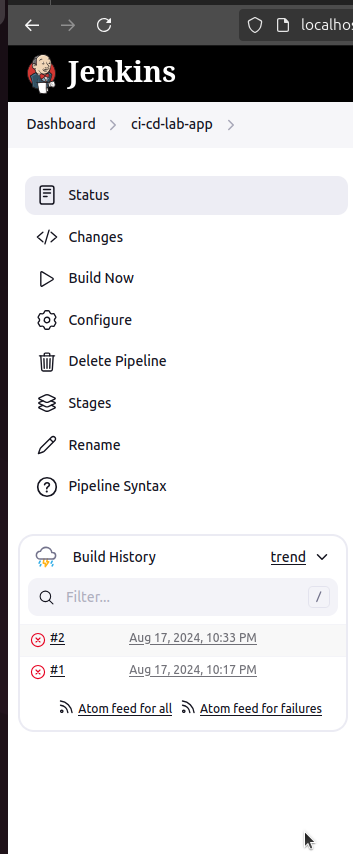 localhos
Jenkins
Dashboard ci-cd-lab-app
Status
Changes
Build Now
Configure
Delete Pipeline
Stages
Rename
Pipeline Syntax
Build History trend
Filter... /
#2 Aug 17, 2024, 10:33 PM
#1 Aug 17, 2024, 10:17 PM
Atom feed for all Atom feed for failures